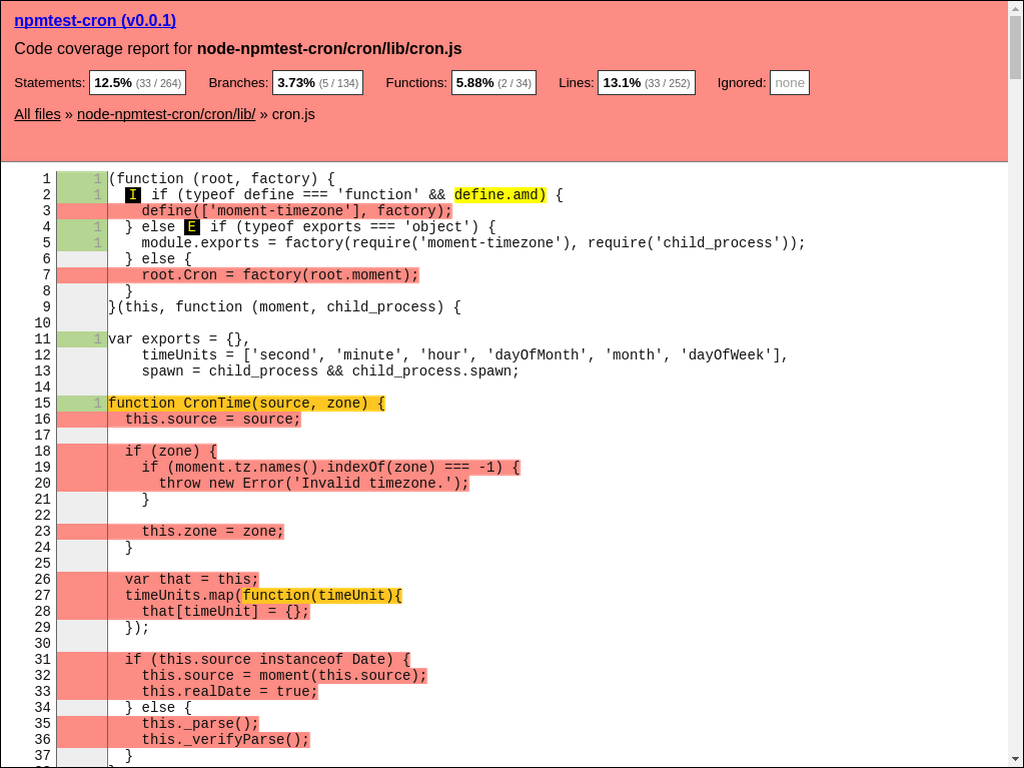 npmtest-cron (v0.0.1)
Code coverage report for node-npmtest-cron/cron/lib/cron.js
Statements: 12.5% (33 / 264) Branches: 3.73% (5 / 134) Functions: 5.88% (2 / 34) Lines: 13.1% (33 / 252) Ignored: none
All files » node-npmtest-cron/cron/lib/ » cron.js
1 1 (function (root, factory) {
2 1   I if (typeof define === 'function' && define.amd) {
3     define(['moment-timezone'], factory);
4 1   } else E if (typeof exports === 'object') {
5 1     module.exports = factory(require('moment-timezone'), require('child_process'));
6   } else {
7     root.Cron = factory(root.moment);
8   }
9 }(this, function (moment, child_process) {
10
11 1 var exports = {},
12     timeUnits = ['second', 'minute', 'hour', 'dayOfMonth', 'month', 'dayOfWeek'],
13     spawn = child_process && child_process.spawn;
14
15 1 function CronTime(source, zone) {
16   this.source = source;
17
18   if (zone) {
19     if (moment.tz.names().indexOf(zone) === -1) {
20       throw new Error('Invalid timezone.');
21     }
22
23     this.zone = zone;
24   }
25
26   var that = this;
27   timeUnits.map(function(timeUnit){
28     that[timeUnit] = {};
29   });
30
31   if (this.source instanceof Date) {
32     this.source = moment(this.source);
33     this.realDate = true;
34   } else {
35     this._parse();
36     this._verifyParse();
37   }